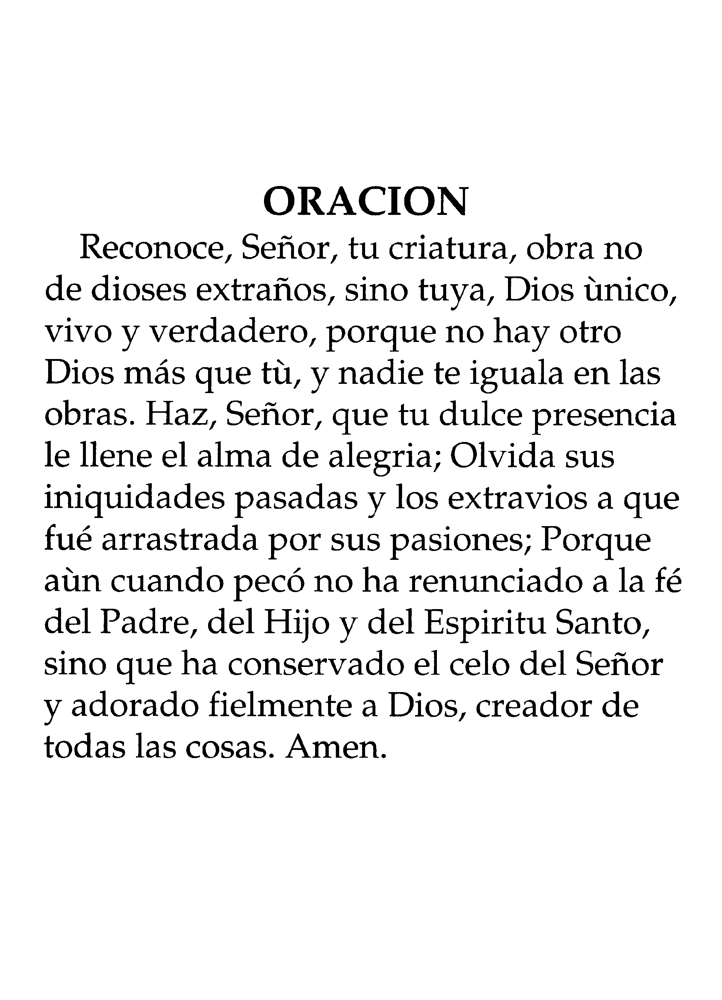 ORACION
Reconoce, Señor, tu criatura, obra no
de dioses extraños, sino tuya, Dios ùnico,
vivo y verdadero, porque no hay otro
Dios más que tù, y nadie te iguala en las
obras. Haz, Señor, que tu dulce presencia
le llene el alma de alegria; Olvida sus
iniquidades pasadas y los extravios a que
fué arrastrada por sus pasiones; Porque
aùn cuando pecó no ha renunciado a la fé
del Padre, del Hijo y del Espiritu Santo,
sino que ha conservado el celo del Señor
y adorado fielmente a Dios, creador de
todas las cosas. Amen.